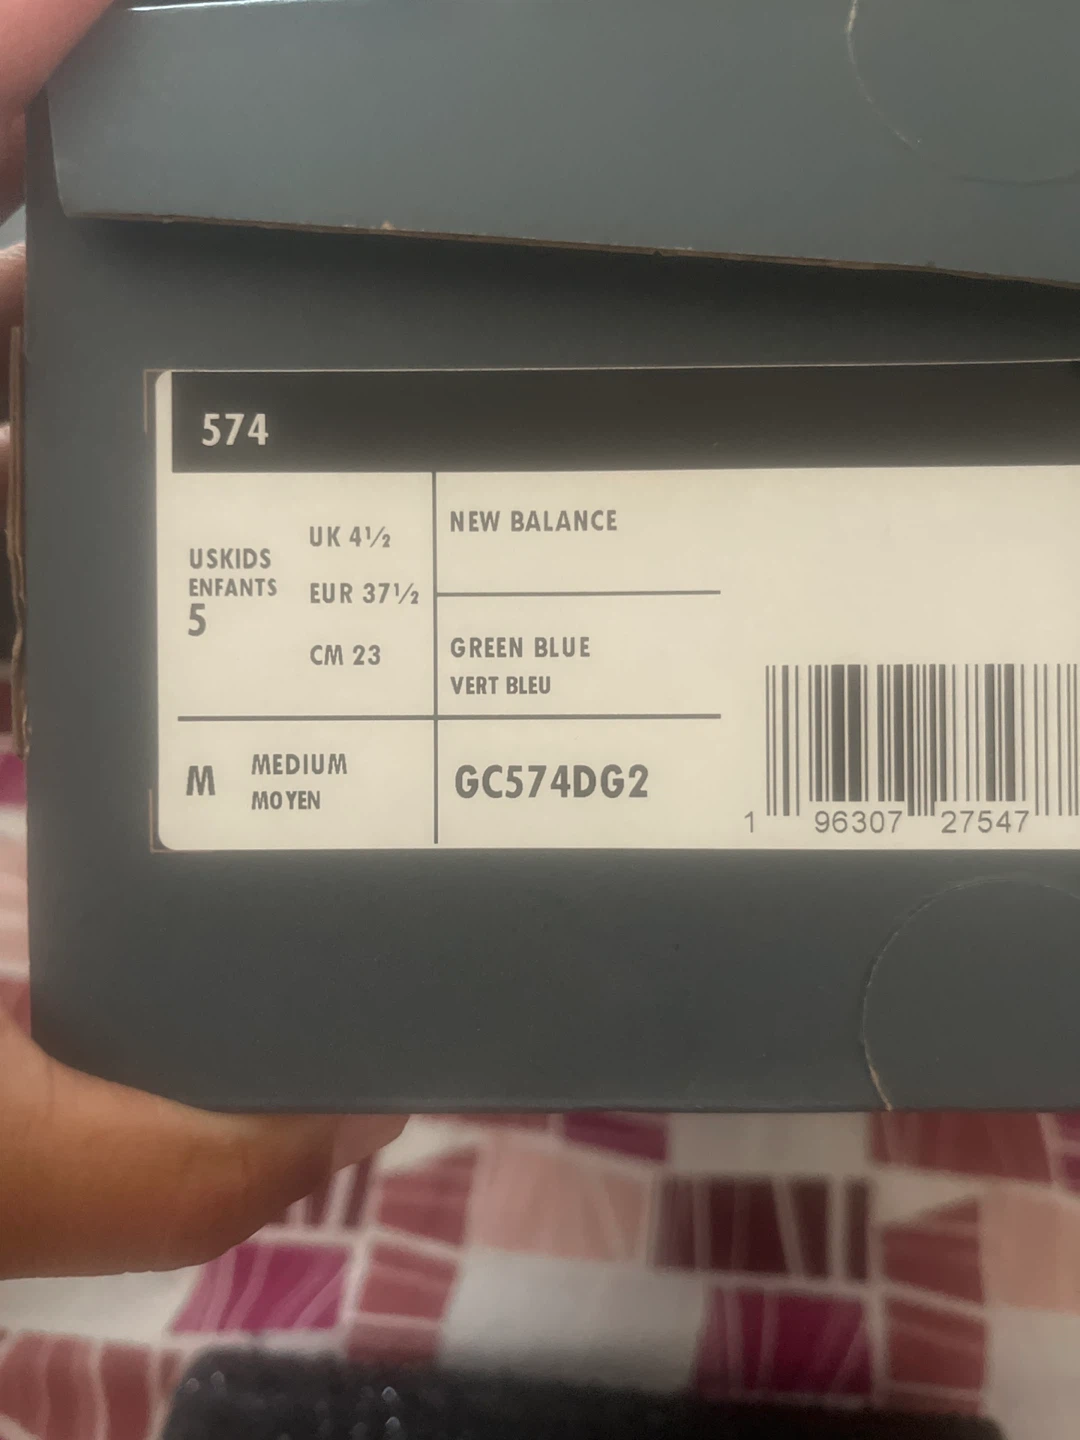 574
USKIDS
ENFANTS
5
UK 4½
EUR 37½
CM 23
NEW BALANCE
GREEN BLUE
VERT BLEU
M
MEDIUM
MOYEN
GC574DG2
1 96307 27547